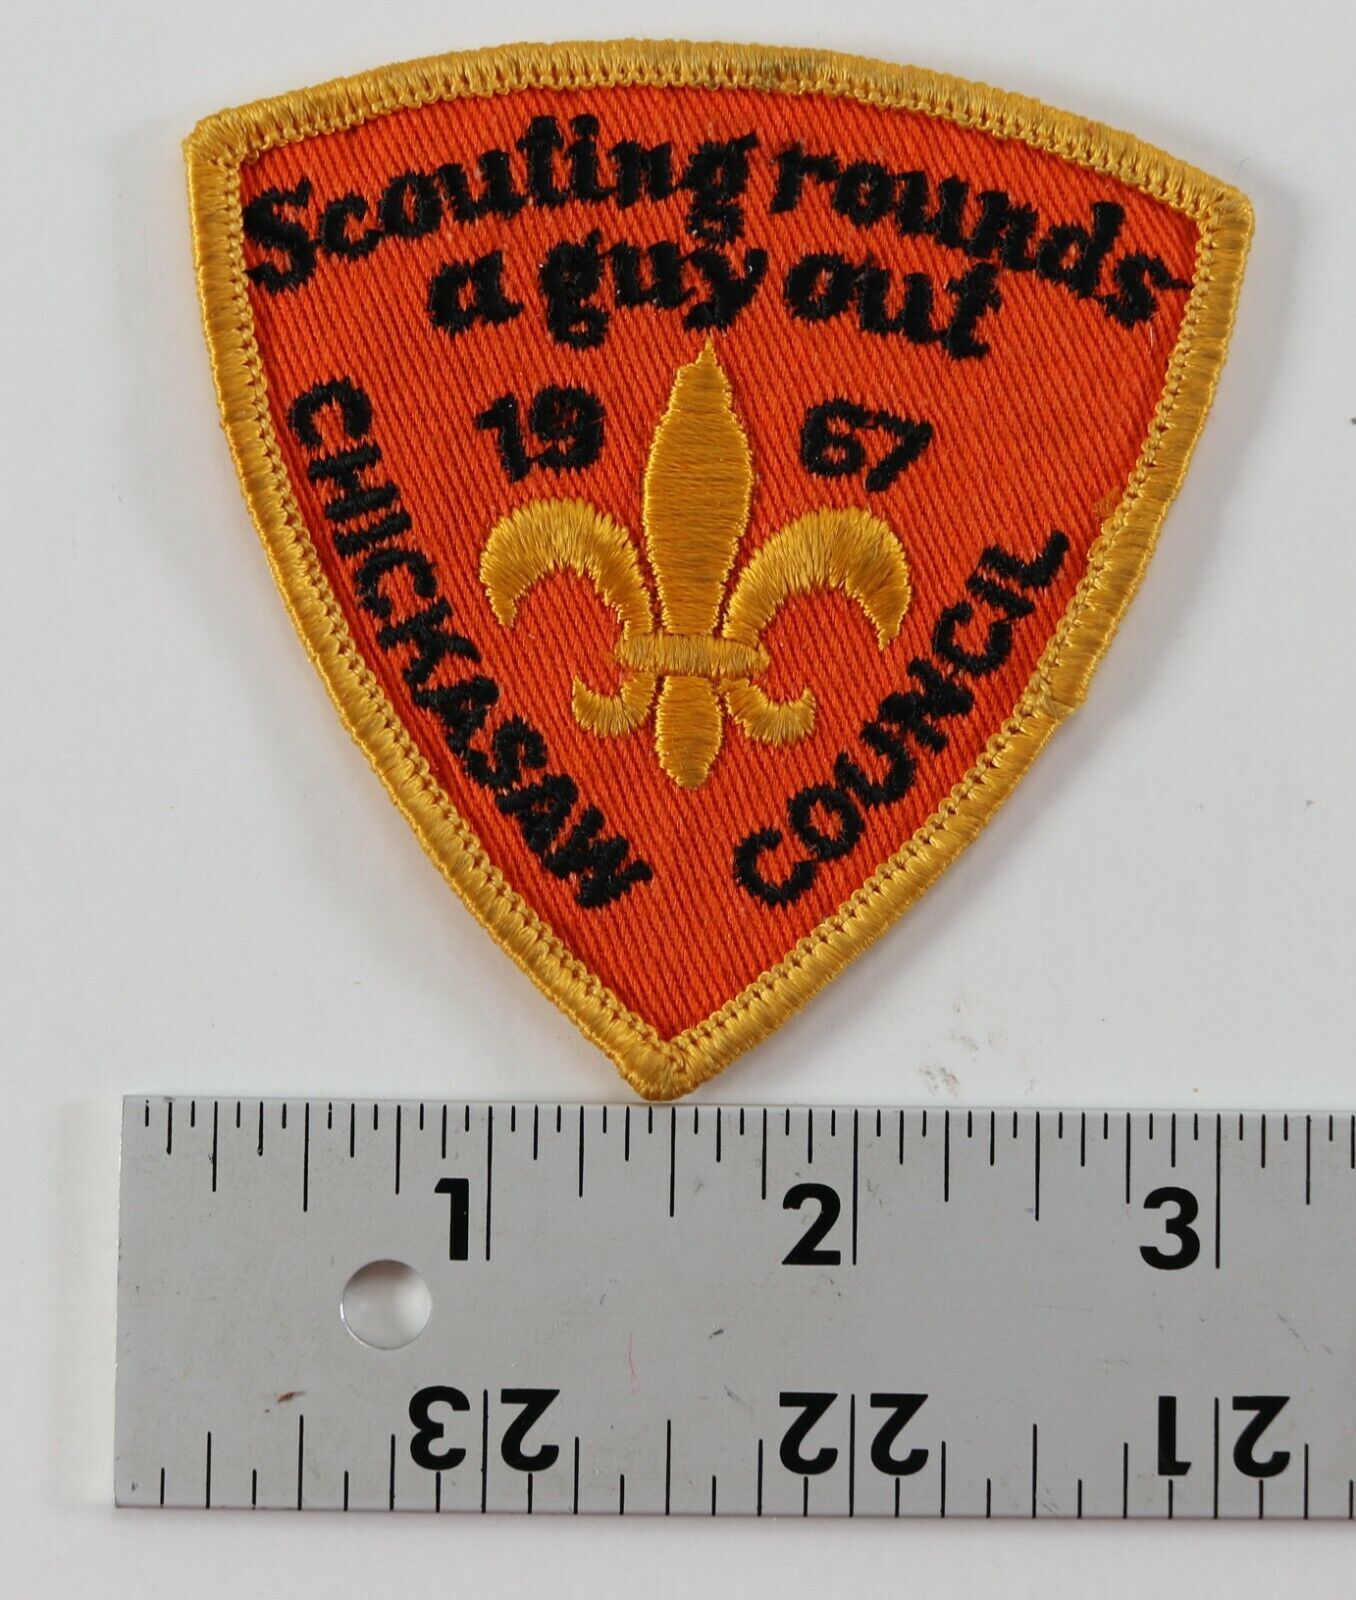 Scouting rounds
a guy out
19 67
CHICKASAW
COUNCIL
1 2 3
23 22 21